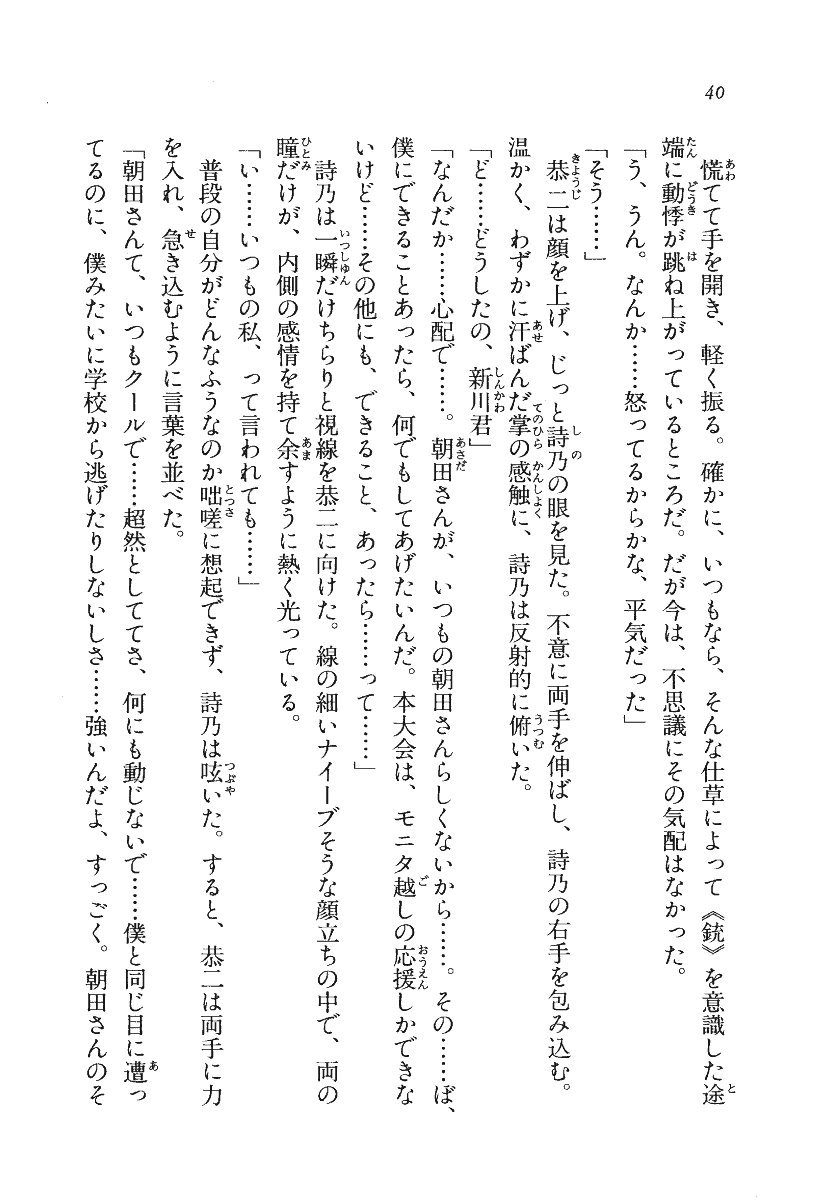 40
慌てて手を開き、軽く振る。確かに、いつもなら、そんな仕草によって《銃》を意識した途
端に動悸が跳ね上がっているところだ。だが今は、不思議にその気配はなかった。
「う、うん。なんか……怒ってるからかな、平気だった」
「そう……」
恭二は顔を上げ、じっと詩乃の眼を見た。不意に両手を伸ばし、詩乃の右手を包み込む。
温かく、わずかに汗ばんだ掌の感触に、詩乃は反射的に俯いた。
「ど……どうしたの、新川君」
「なんだか……心配で……。朝田さんが、いつもの朝田さんらしくないから……。その……ぼ、
僕にできることあったら、何でもしてあげたいんだ。本大会は、モニタ越しの応援しかできな
いけど……その他にも、できること、あったら……って……」
詩乃は一瞬だけちらりと視線を恭二に向けた。線の細いナイーブそうな顔立ちの中で、両の
瞳だけが、内側の感情を持て余すように熱く光っている。
「い……いつもの私、って言われても……」
普段の自分がどんなふうなのか咄嗟に想起できず、詩乃は呟いた。すると、恭二は両手に力
を入れ、急き込むように言葉を並べた。
「朝田さんて、いつもクールで……超然としててさ、何にも動じないで……僕と同じ目に遭っ
てるのに、僕みたいに学校から逃げたりしないしさ……強いんだよ、すっごく。朝田さんのそ